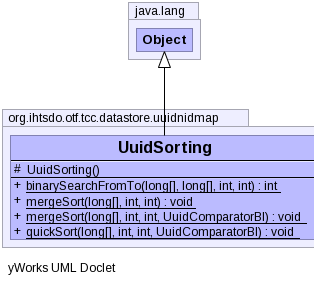 java.lang
Object
org.ihtsdo.otf.tcc.datastore.uuidnidmap
UuidSorting
# UuidSorting()
+ binarySearchFromTo(long[], long[], int, int) : int
+ mergeSort(long[], int, int) : void
+ mergeSort(long[], int, int, UuidComparatorBI) : void
+ quickSort(long[], int, int, UuidComparatorBI) : void
yWorks UML Doclet